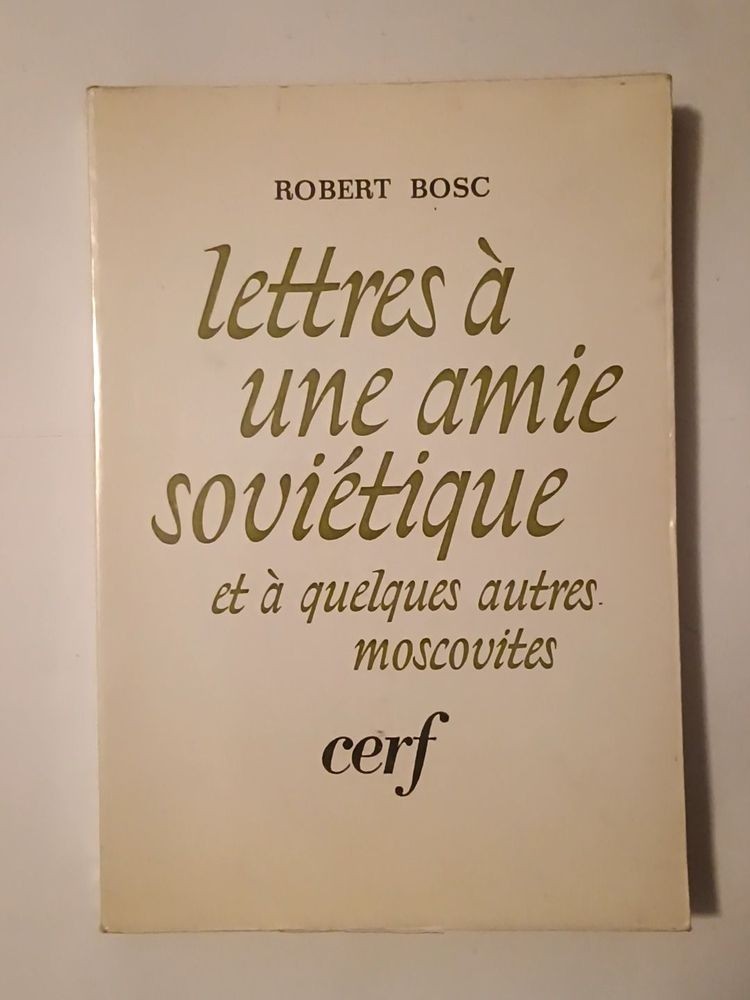 ROBERT BOSC
lettres à
une amie
soviétique
et à quelques autres
moscovites
cerf